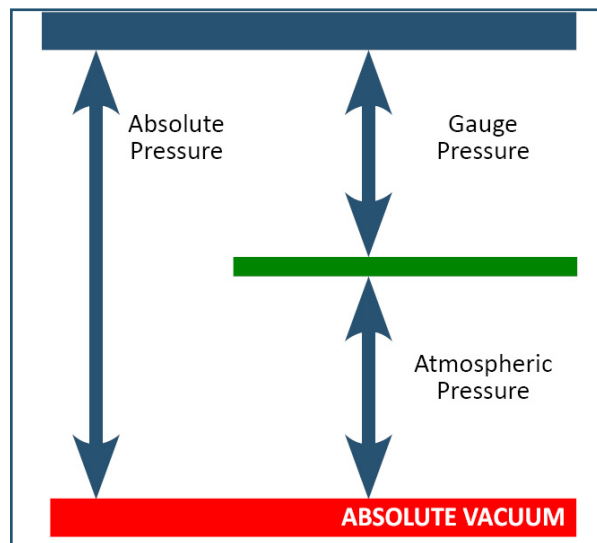 Absolute
Pressure
Gauge
Pressure
Atmospheric
Pressure
ABSOLUTE VACUUM